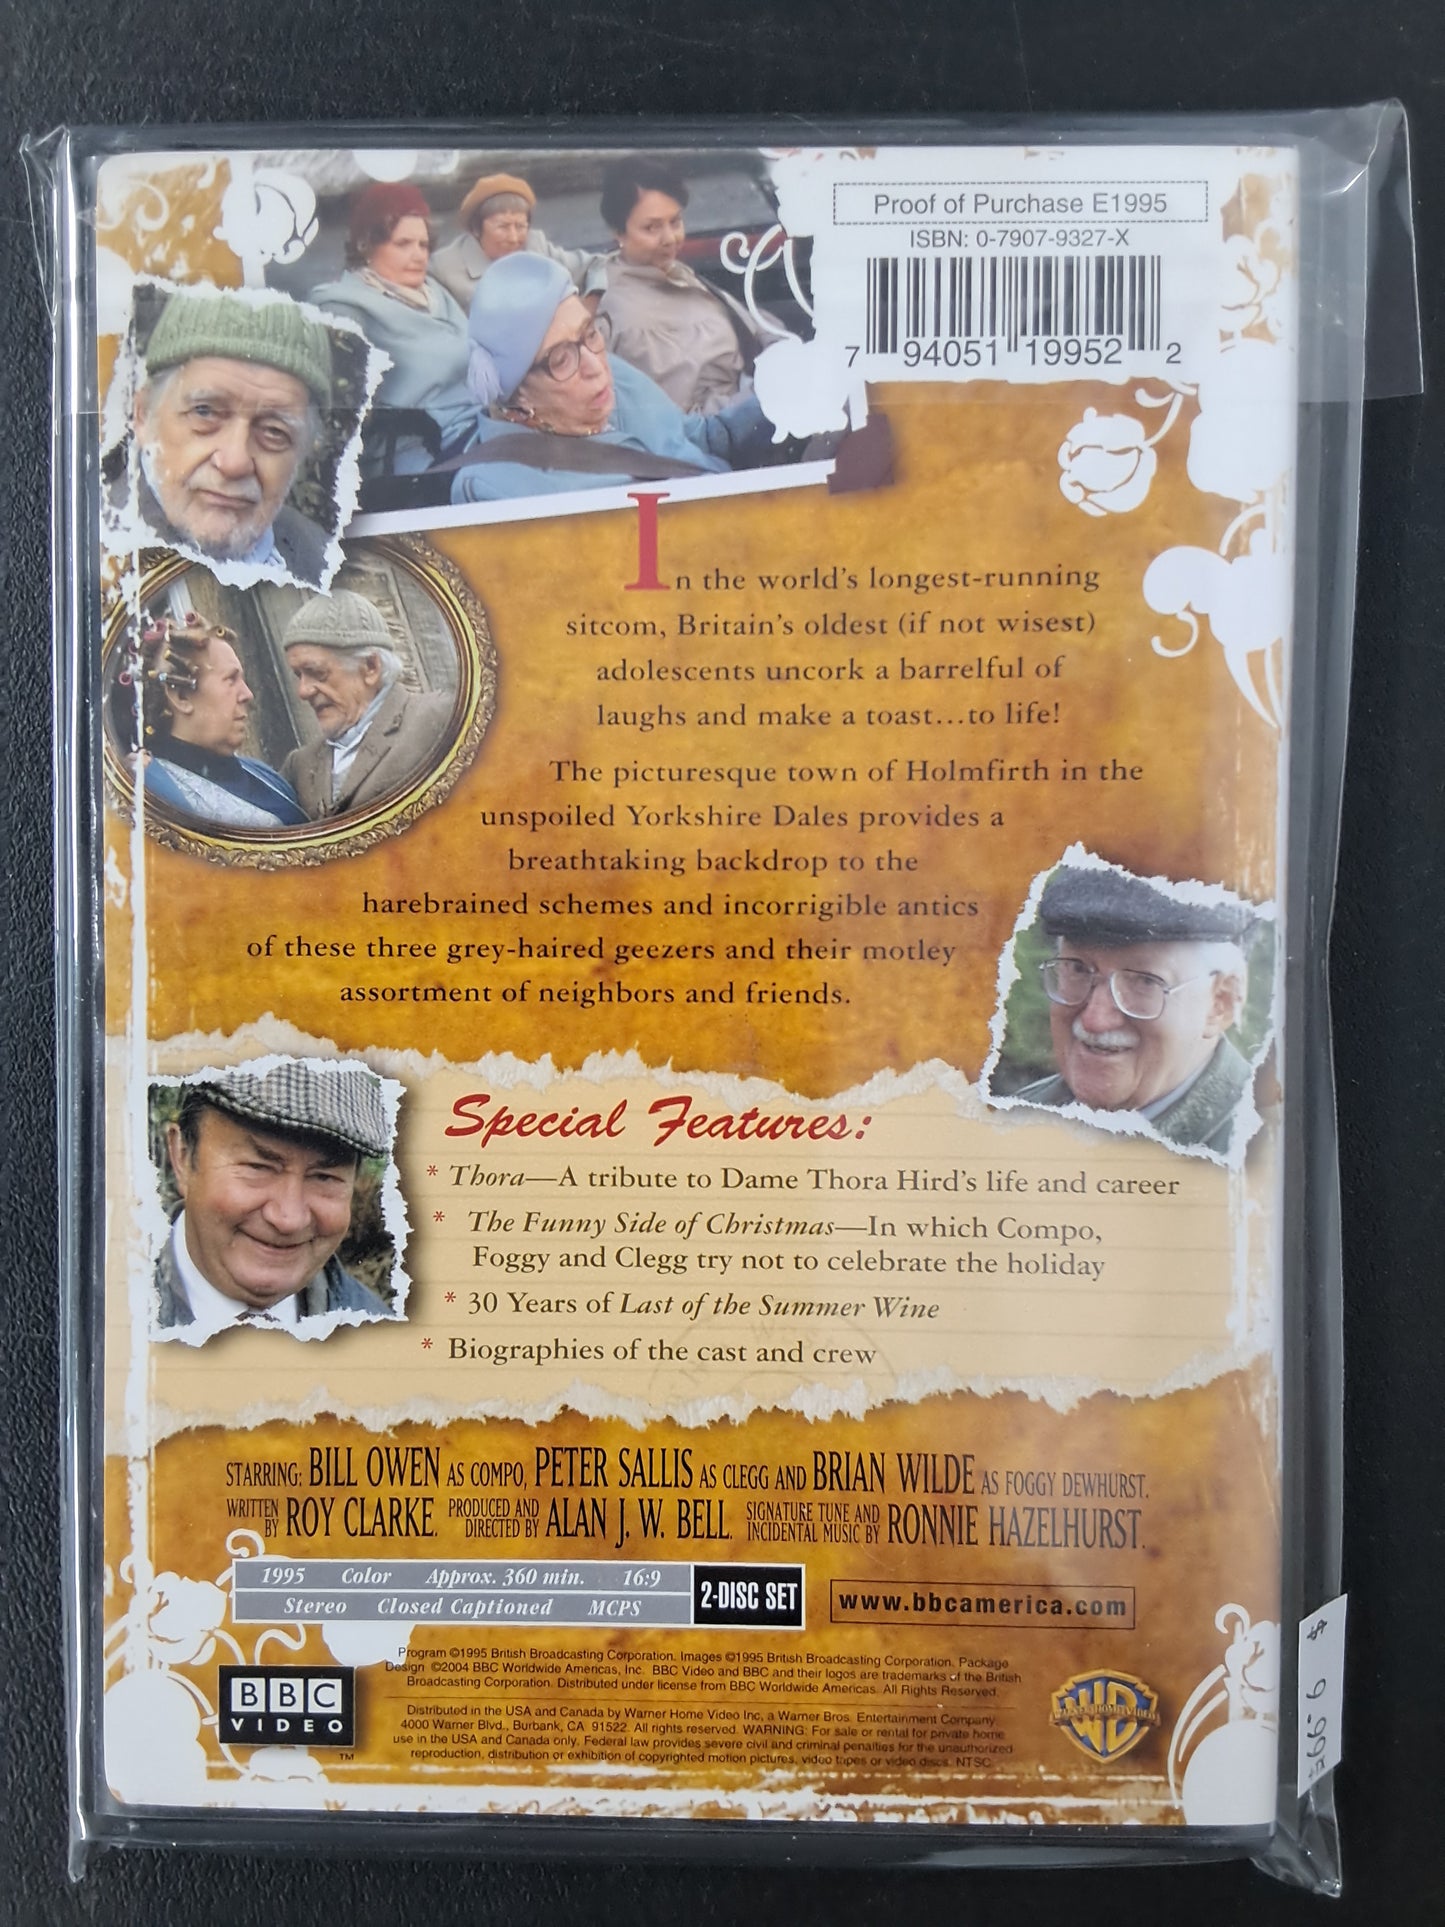 Proof of Purchase E1995
ISBN: 0-7907-9327-X
7 94051 19952 2
In the world's longest-running
sitcom, Britain's oldest (if not wisest)
adolescents uncork a barrelful of
laughs and make a toast...to life!
The picturesque town of Holmfirth in the
unspoiled Yorkshire Dales provides a
breathtaking backdrop to the
harebrained schemes and incorrigible antics
of these three grey-haired geezers and their motley
assortment of neighbors and friends.
Special Features:
* Thora—A tribute to Dame Thora Hird's life and career
* The Funny Side of Christmas—In which Compo,
Foggy and Clegg try not to celebrate the holiday
* 30 Years of Last of the Summer Wine
* Biographies of the cast and crew
STARRING: BILL OWEN AS COMPO, PETER SALLIS AS CLEGG AND BRIAN WILDE AS FOGGY DEWHURST.
WRITTEN BY ROY CLARKE. PRODUCED AND DIRECTED BY ALAN J. W. BELL. SIGNATURE TUNE AND INCIDENTAL MUSIC BY RONNIE HAZELHURST.
1995 Color Approx. 360 min. 16:9
Stereo Closed Captioned MCPS
2-DISC SET
www.bbcamerica.com
Program ©1995 British Broadcasting Corporation. Images ©1995 British Broadcasting Corporation. Package
Design ©2004 BBC Worldwide Americas, Inc. BBC Video and BBC and their logos are trademarks of the British
Broadcasting Corporation. Distributed under license from BBC Worldwide Americas. All Rights Reserved.
Distributed in the USA and Canada by Warner Home Video Inc, a Warner Bros. Entertainment Company
4000 Warner Blvd., Burbank, CA 91522. All rights reserved. WARNING: For sale or rental for private home
use in the USA and Canada only. Federal law provides severe civil and criminal penalties for the unauthorized
reproduction, distribution or exhibition of copyrighted motion pictures, video tapes or video discs. NTSC
BBC
VIDEO
™
WB
WARNER HOME VIDEO
$ 9.99